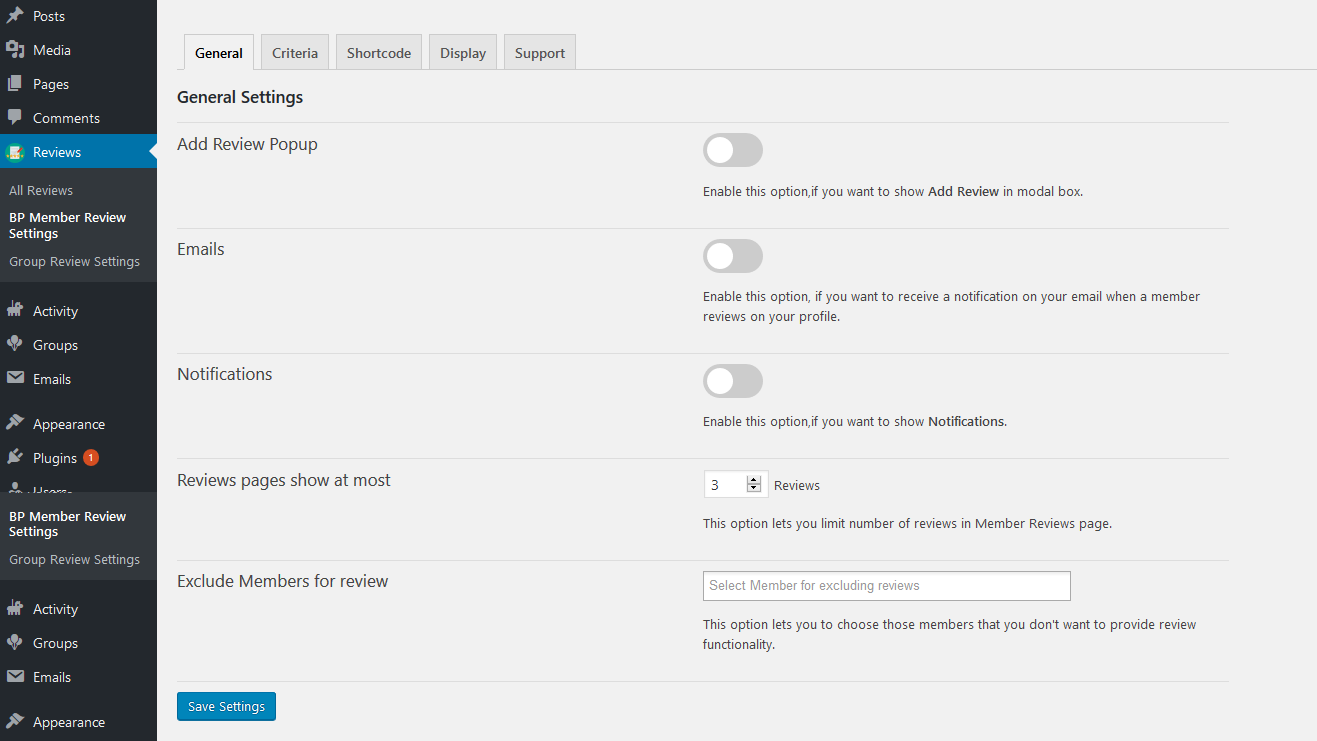 Posts
Media
Pages
Comments
Reviews
All Reviews
BP Member Review
Settings
Group Review Settings
Activity
Groups
Emails
Appearance
Plugins 1
Users
BP Member Review
Settings
Group Review Settings
Activity
Groups
Emails
Appearance
General Criteria Shortcode Display Support
General Settings
Add Review Popup
Enable this option,if you want to show Add Review in modal box.
Emails
Enable this option, if you want to receive a notification on your email when a member
reviews on your profile.
Notifications
Enable this option,if you want to show Notifications.
Reviews pages show at most
3 Reviews
This option lets you limit number of reviews in Member Reviews page.
Exclude Members for review
Select Member for excluding reviews
This option lets you to choose those members that you don't want to provide review
functionality.
Save Settings